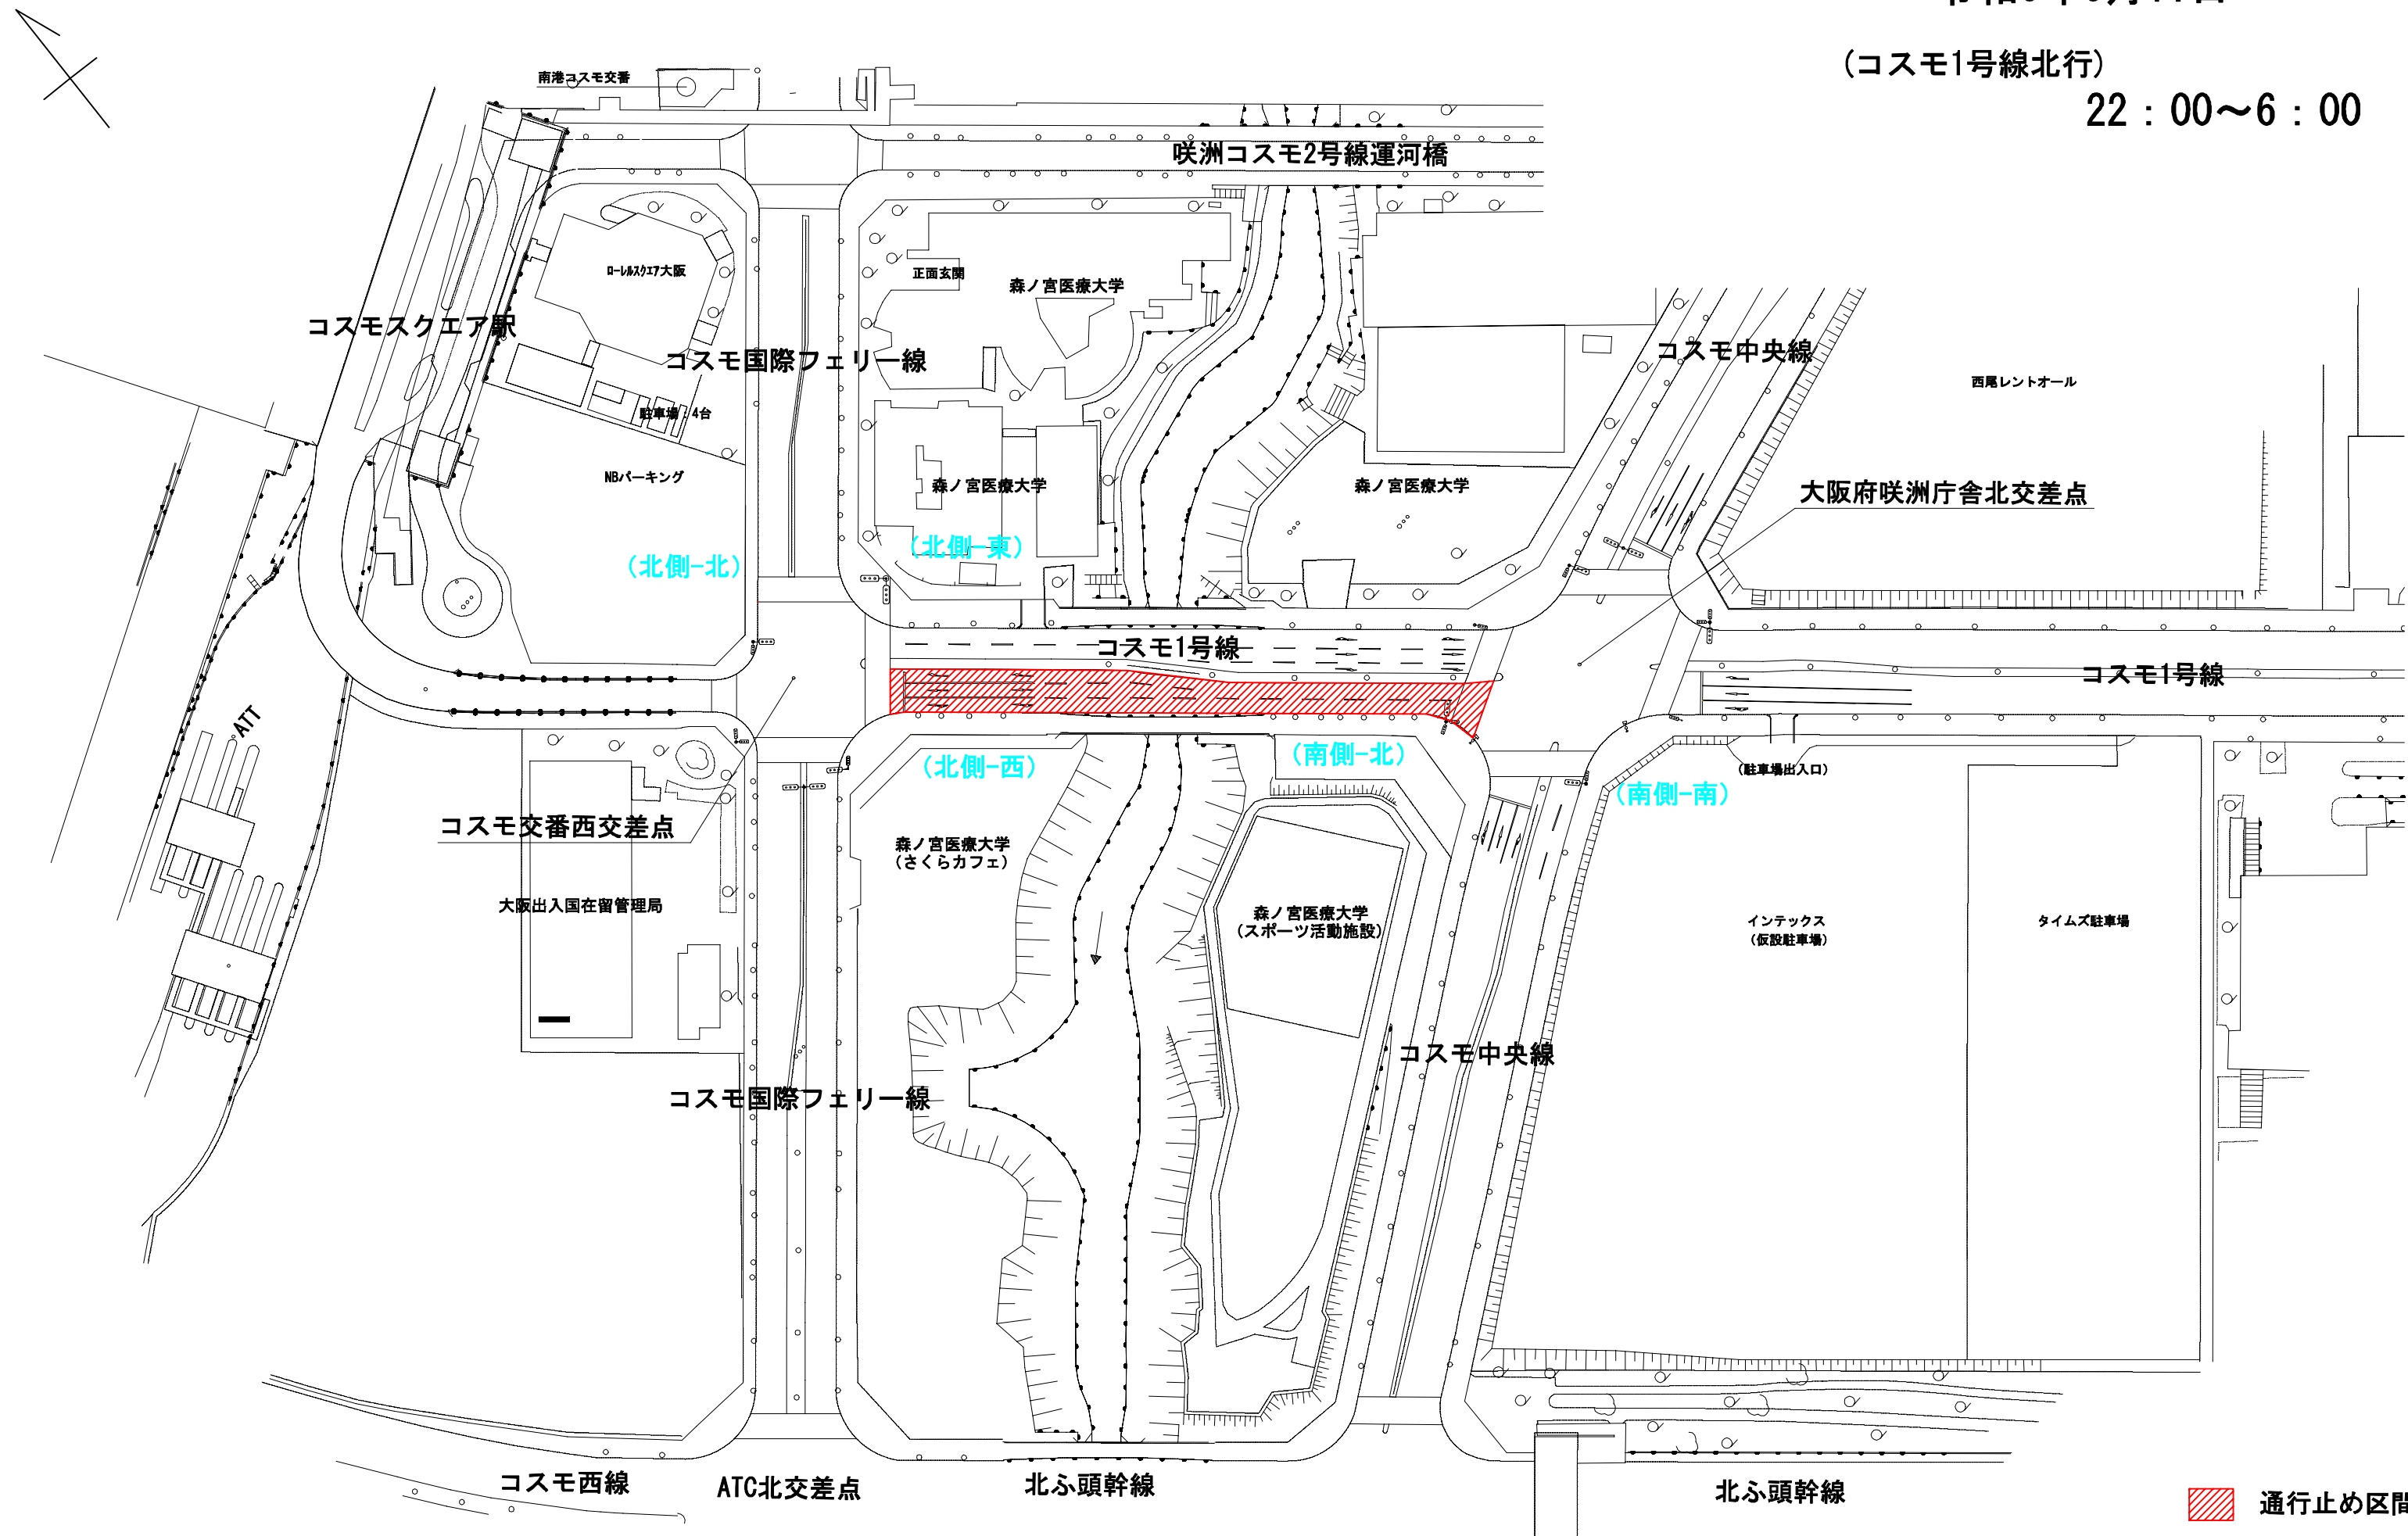 (コスモ1号線北行)
22：00～6：00
南港コスモ交番
咲洲コスモ2号線運河橋
ローレルスクエア大阪
正面玄関
森ノ宮医療大学
コスモスクエア駅
コスモ国際フェリー線
コスモ中央線
西尾レントオール
駐車場：4台
NBパーキング
森ノ宮医療大学
森ノ宮医療大学
大阪府咲洲庁舎北交差点
(北側-北)
(北側-東)
コスモ1号線
コスモ1号線
ATT
(北側-西)
(南側-北)
(駐車場出入口)
(南側-南)
コスモ交番西交差点
森ノ宮医療大学
(さくらカフェ)
大阪出入国在留管理局
森ノ宮医療大学
(スポーツ活動施設)
インテックス
(仮設駐車場)
タイムズ駐車場
コスモ中央線
コスモ国際フェリー線
コスモ西線
ATC北交差点
北ふ頭幹線
北ふ頭幹線
通行止め区間